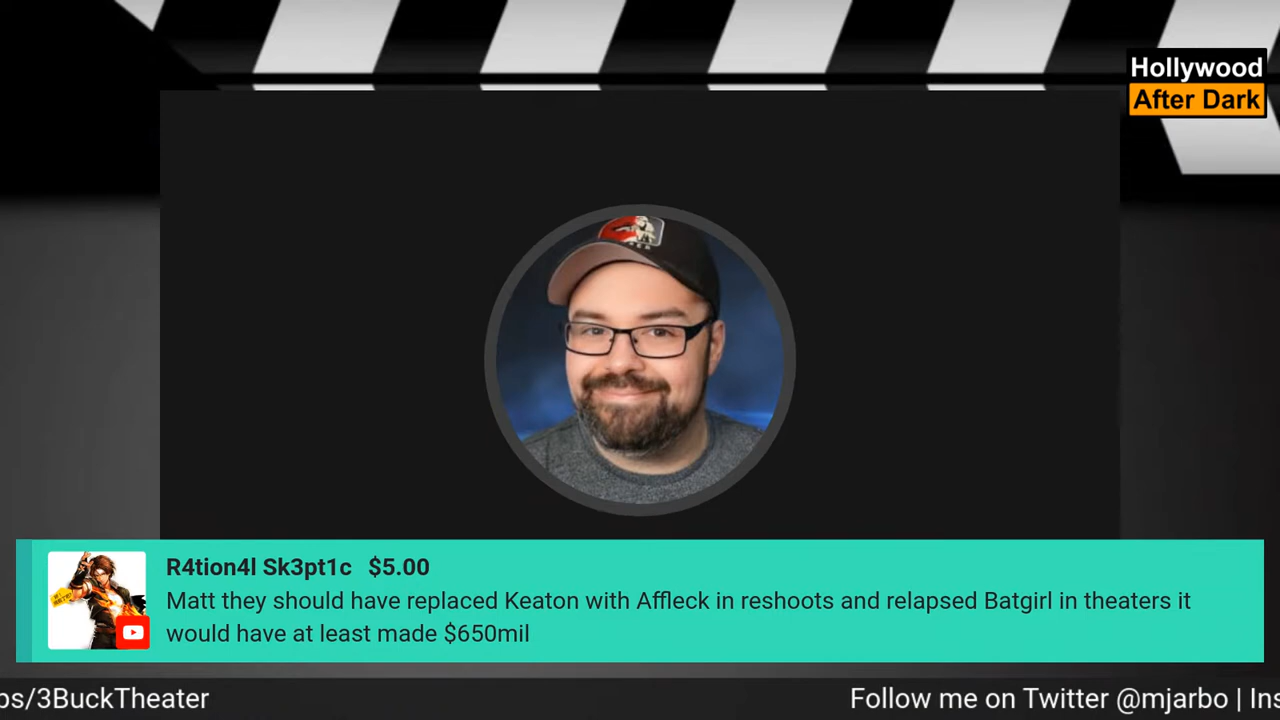 Hollywood
After Dark
R4tion4l Sk3pt1c $5.00
Matt they should have replaced Keaton with Affleck in reshoots and relapsed Batgirl in theaters it
would have at least made $650mil
os/3BuckTheater Follow me on Twitter @mjarbo | Ins